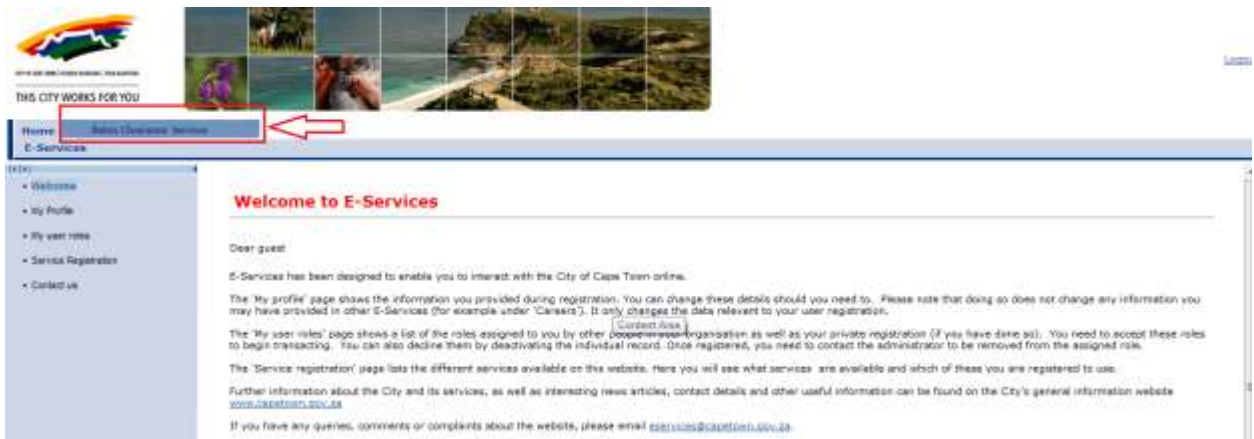 THIS CITY WORKS FOR YOU
Home Rates Clearance Service
E-Services
• Welcome
• My Profile
• My user roles
• Service Registration
• Contact us
Welcome to E-Services
Dear guest
E-Services has been designed to enable you to interact with the City of Cape Town online.
The 'My profile' page shows the information you provided during registration. You can change these details should you need to. Please note that doing so does not change any information you
may have provided in other E-Services (for example under 'Careers'). It only changes the data relevant to your user registration.
Content Area
The 'My user roles' page shows a list of the roles assigned to you by other people in your organisation as well as your private registration (if you have done so). You need to accept these roles
to begin transacting. You can also decline them by deactivating the individual record. Once registered, you need to contact the administrator to be removed from the assigned role.
The 'Service registration' page lists the different services available on this website. Here you will see what services are available and which of these you are registered to use.
Further information about the City and its services, as well as interesting news articles, contact details and other useful information can be found on the City's general information website
www.capetown.gov.za
If you have any queries, comments or complaints about the website, please email eservices@capetown.gov.za.